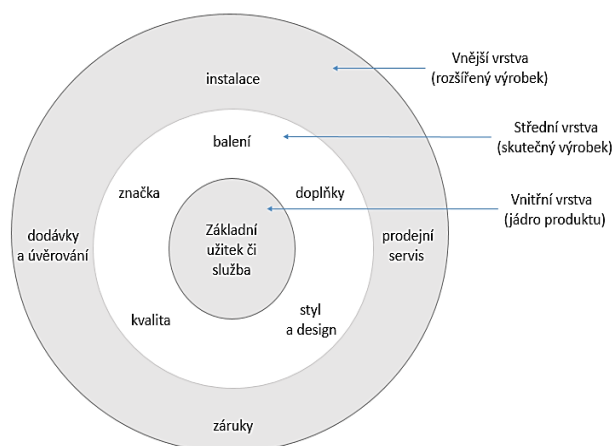 Vnější vrstva
(rozšířený výrobek)
instalace
Střední vrstva
(skutečný výrobek)
balení
značka
doplňky
Vnitřní vrstva
(jádro produktu)
Základní
užitek či
služba
dodávky
a úvěrování
prodejní
servis
kvalita
styl
a design
záruky